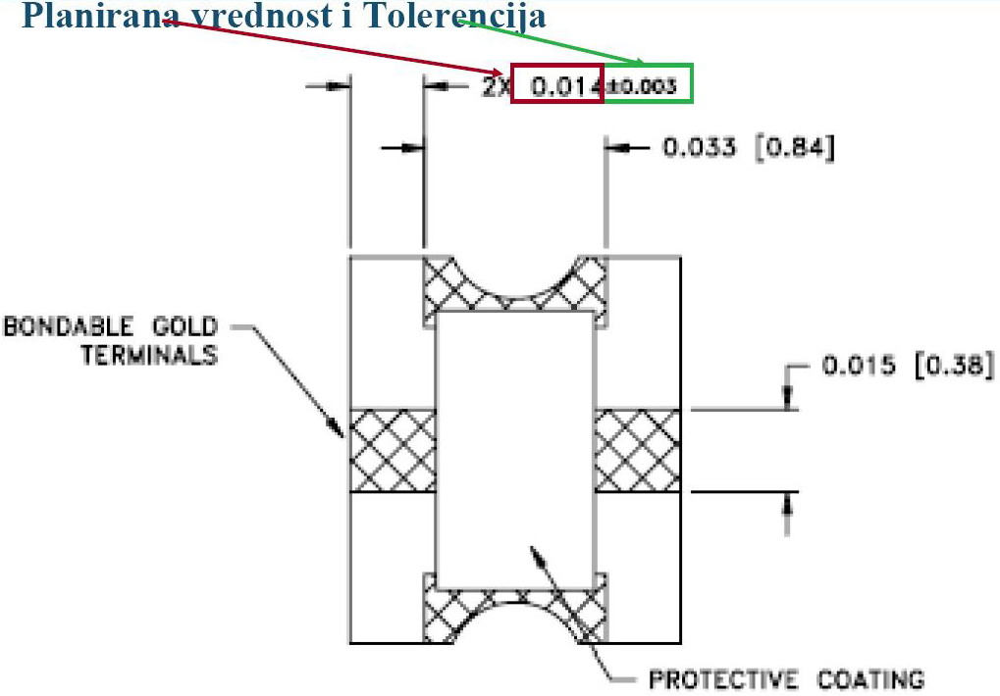 Planirana vrednost i Tolerencija
2X 0.014±0.003
0.033 [0.84]
BONDABLE GOLD
TERMINALS
0.015 [0.38]
PROTECTIVE COATING